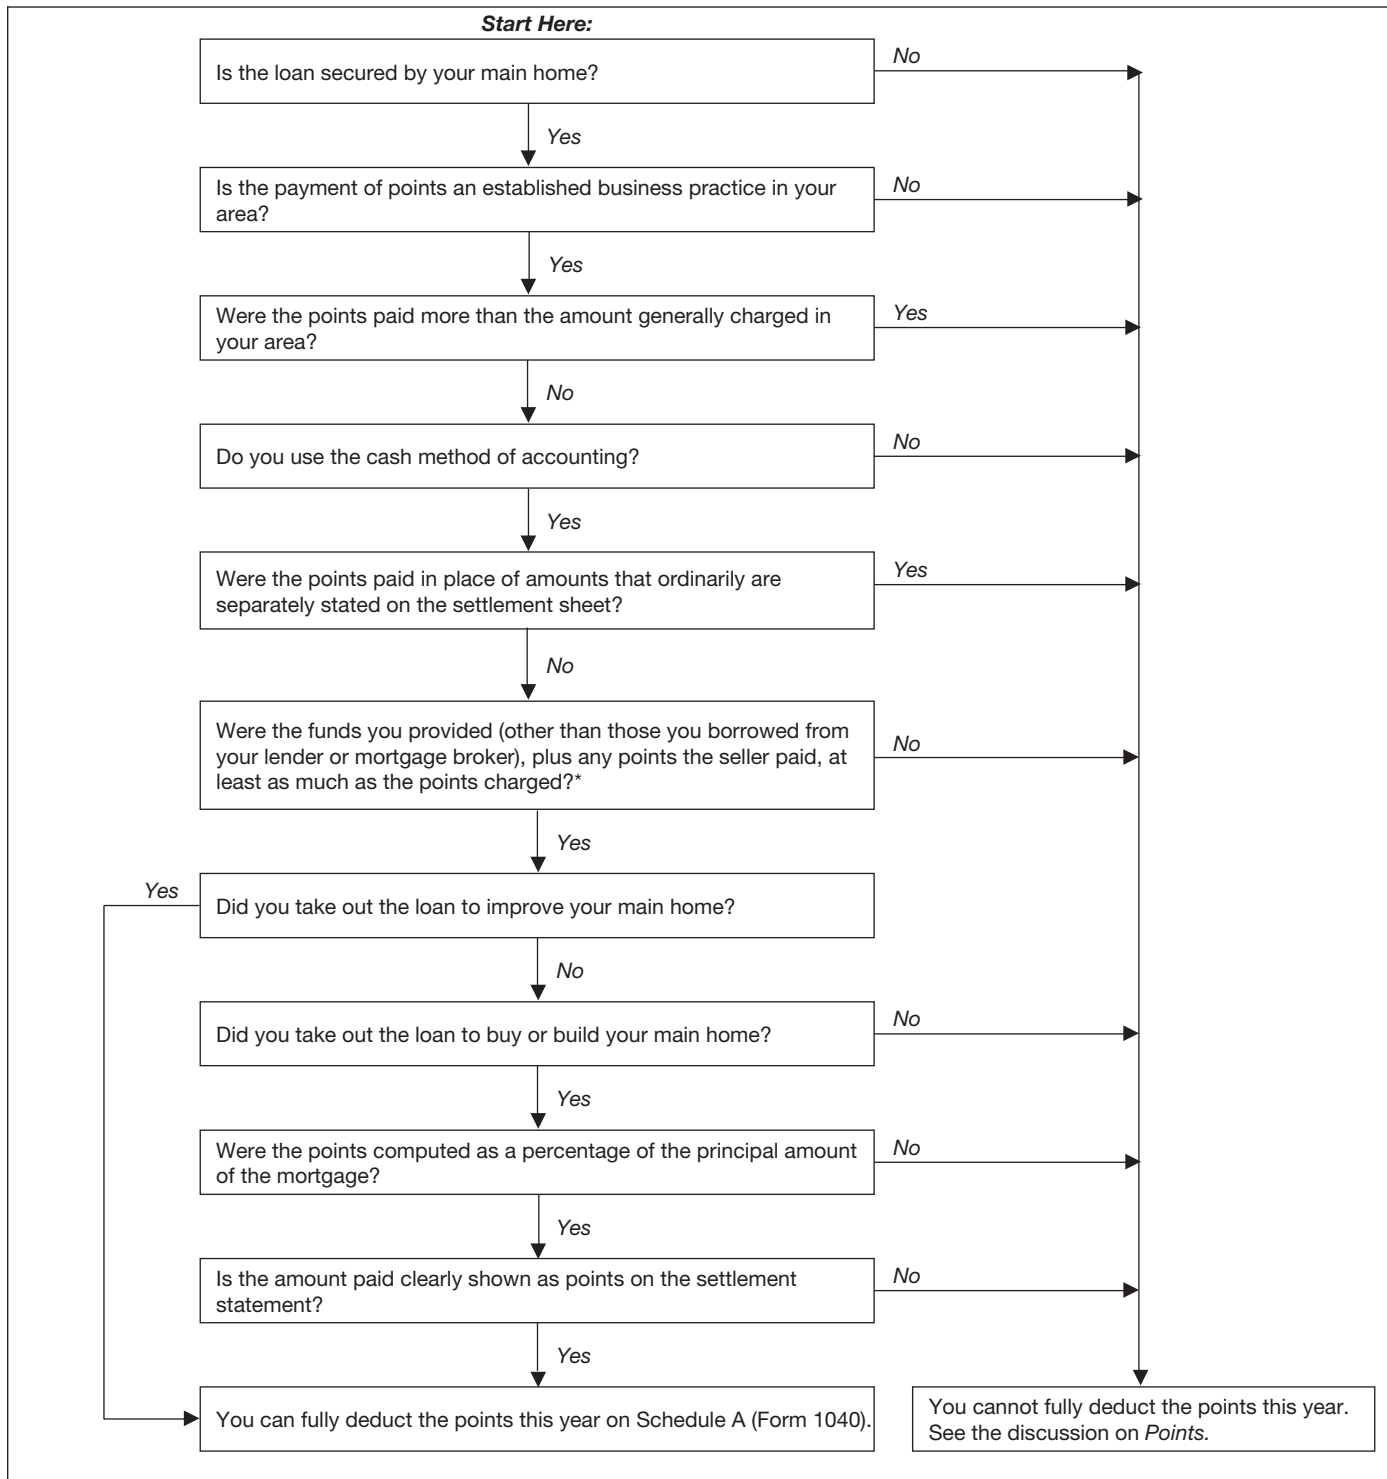 Start Here:
Is the loan secured by your main home?
No
Yes
Is the payment of points an established business practice in your
area?
No
Yes
Were the points paid more than the amount generally charged in
your area?
Yes
No
Do you use the cash method of accounting?
No
Yes
Were the points paid in place of amounts that ordinarily are
separately stated on the settlement sheet?
Yes
No
Were the funds you provided (other than those you borrowed from
your lender or mortgage broker), plus any points the seller paid, at
least as much as the points charged?*
No
Yes
Yes
Did you take out the loan to improve your main home?
No
Did you take out the loan to buy or build your main home?
No
Yes
Were the points computed as a percentage of the principal amount
of the mortgage?
No
Yes
Is the amount paid clearly shown as points on the settlement
statement?
No
Yes
You can fully deduct the points this year on Schedule A (Form 1040).
You cannot fully deduct the points this year.
See the discussion on Points.